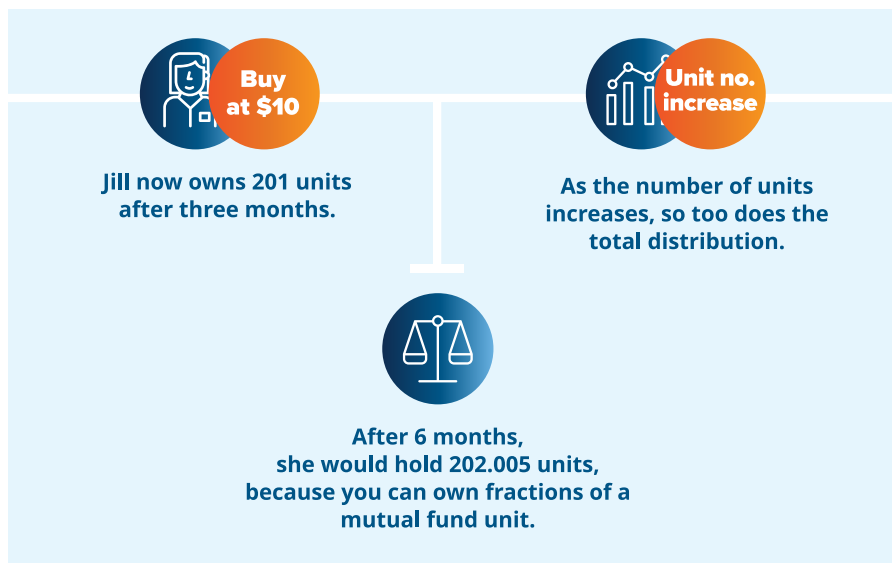 Buy
at $10
Jill now owns 201 units
after three months.
Unit no.
increase
As the number of units
increases, so too does the
total distribution.
After 6 months,
she would hold 202.005 units,
because you can own fractions of a
mutual fund unit.